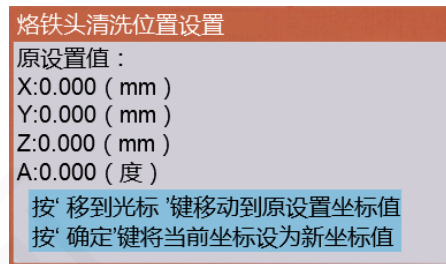 烙铁头清洗位置设置
原设置值：
X:0.000（mm）
Y:0.000（mm）
Z:0.000（mm）
A:0.000（度）
按‘ 移到光标 ’键移动到原设置坐标值
按‘ 确定’键将当前坐标设为新坐标值